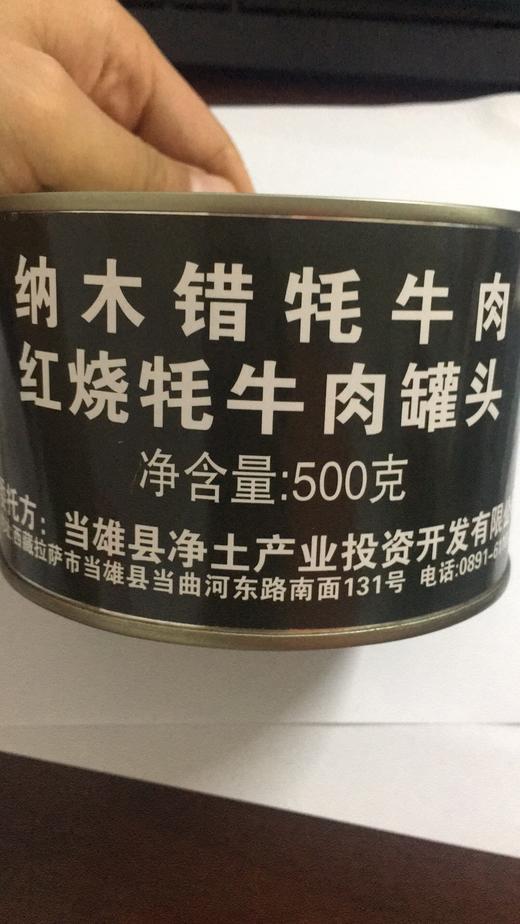 纳木错牦牛肉
红烧牦牛肉罐头
净含量:500克
委托方：当雄县净土产业投资开发有限
西藏拉萨市当雄县当曲河东路南面131号 电话:0891-6